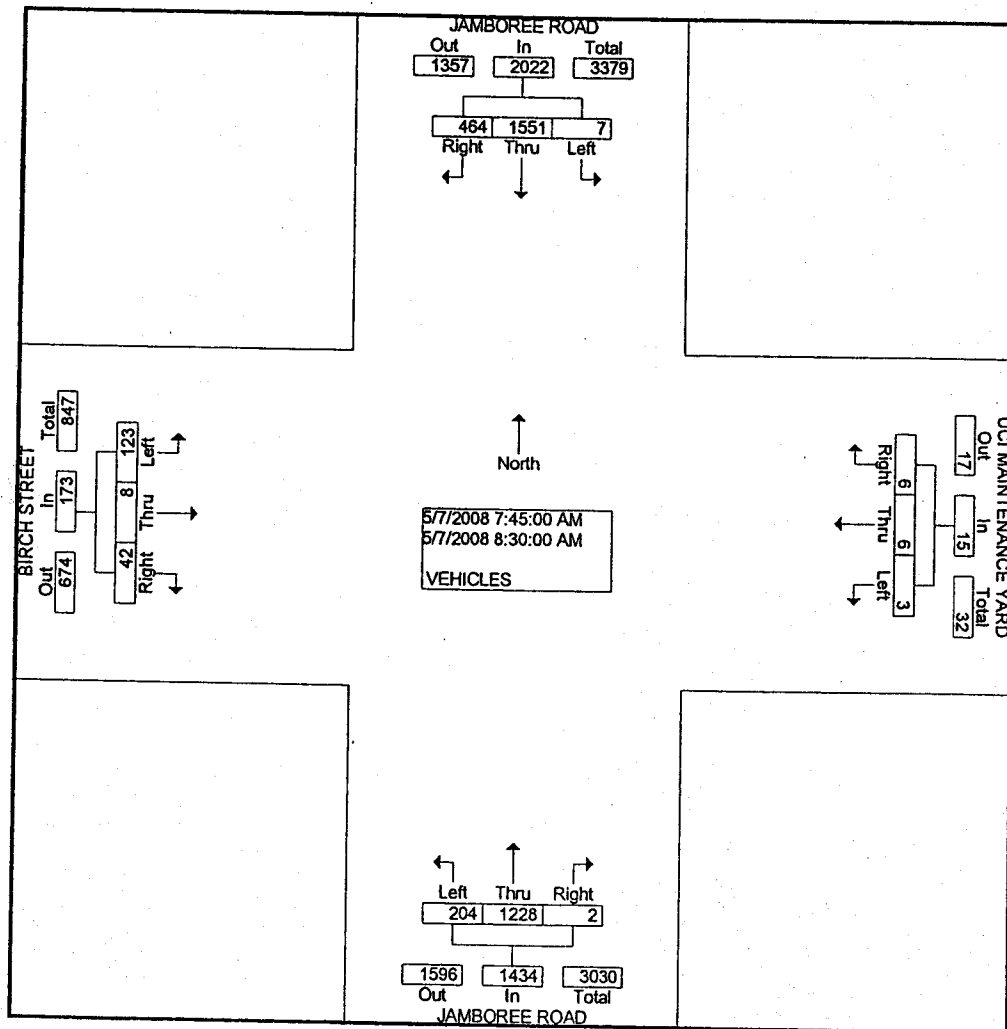 JAMBOREE ROAD
Out In Total
1357 2022 3379
464 1551 7
Right Thru Left
BIRCH STREET
Total In Out
847 173 674
123 8 42
Left Thru Right
North
5/7/2008 7:45:00 AM
5/7/2008 8:30:00 AM
VEHICLES
Right Thru Left
6 6 3
17 15 32
Out In Total
UCI MAINTENANCE YARD
Left Thru Right
204 1228 2
1596 1434 3030
Out In Total
JAMBOREE ROAD